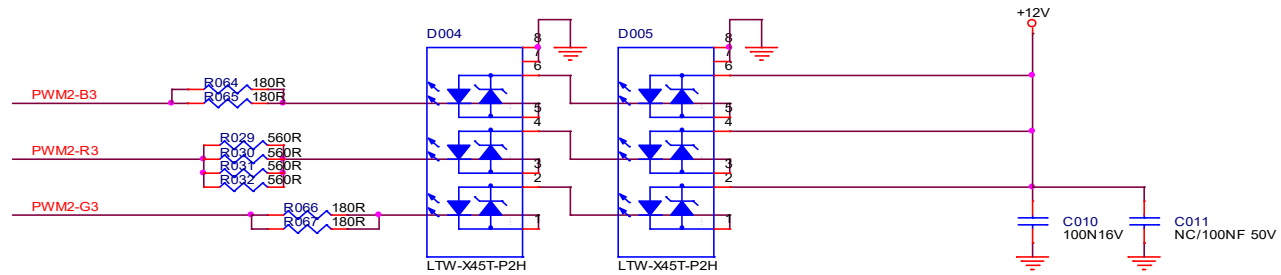 +12V
D004
D005
8
7
6
5
4
3
2
1
8
7
6
5
4
3
2
1
R064 180R
PWM2-B3
R065 180R
R029 560R
PWM2-R3
R030 560R
R031 560R
R032 560R
PWM2-G3
R066 180R
R067 180R
C010
100N16V
C011
NC/100NF 50V
LTW-X45T-P2H
LTW-X45T-P2H